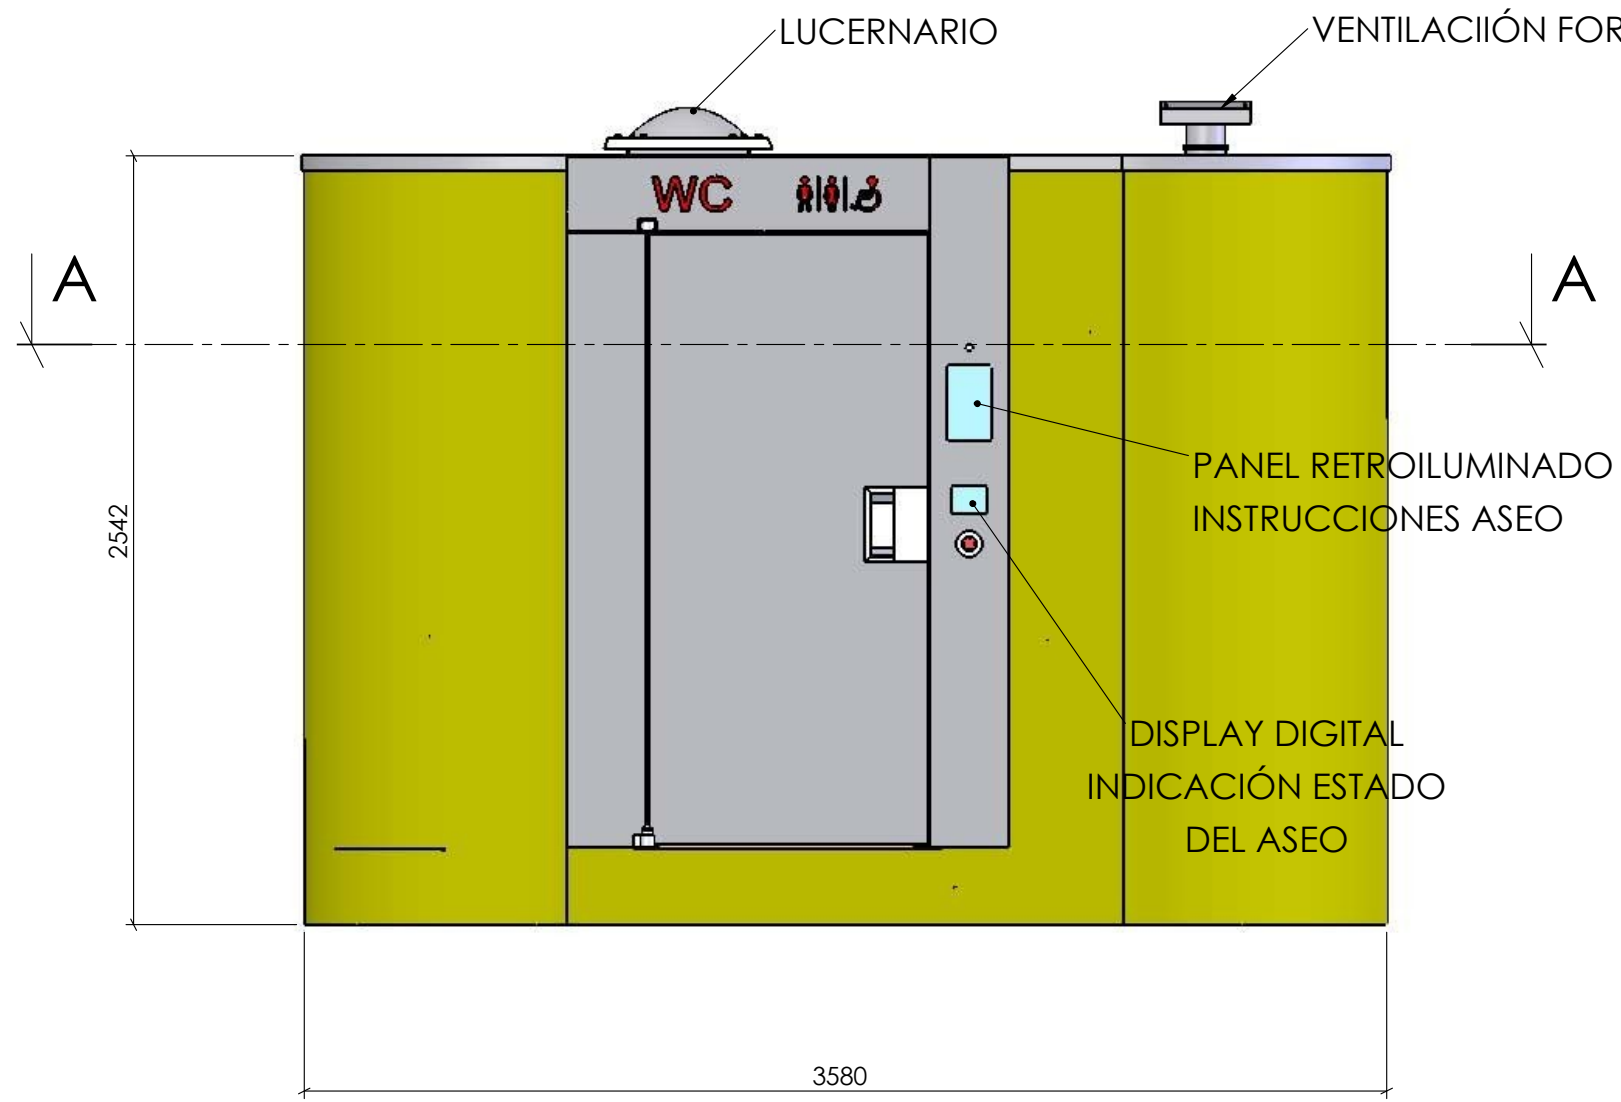 LUCERNARIO
VENTILACIIÓN FOR
WC
A
A
PANEL RETROILUMINADO
INSTRUCCIONES ASEO
2542
DISPLAY DIGITAL
INDICACIÓN ESTADO
DEL ASEO
3580